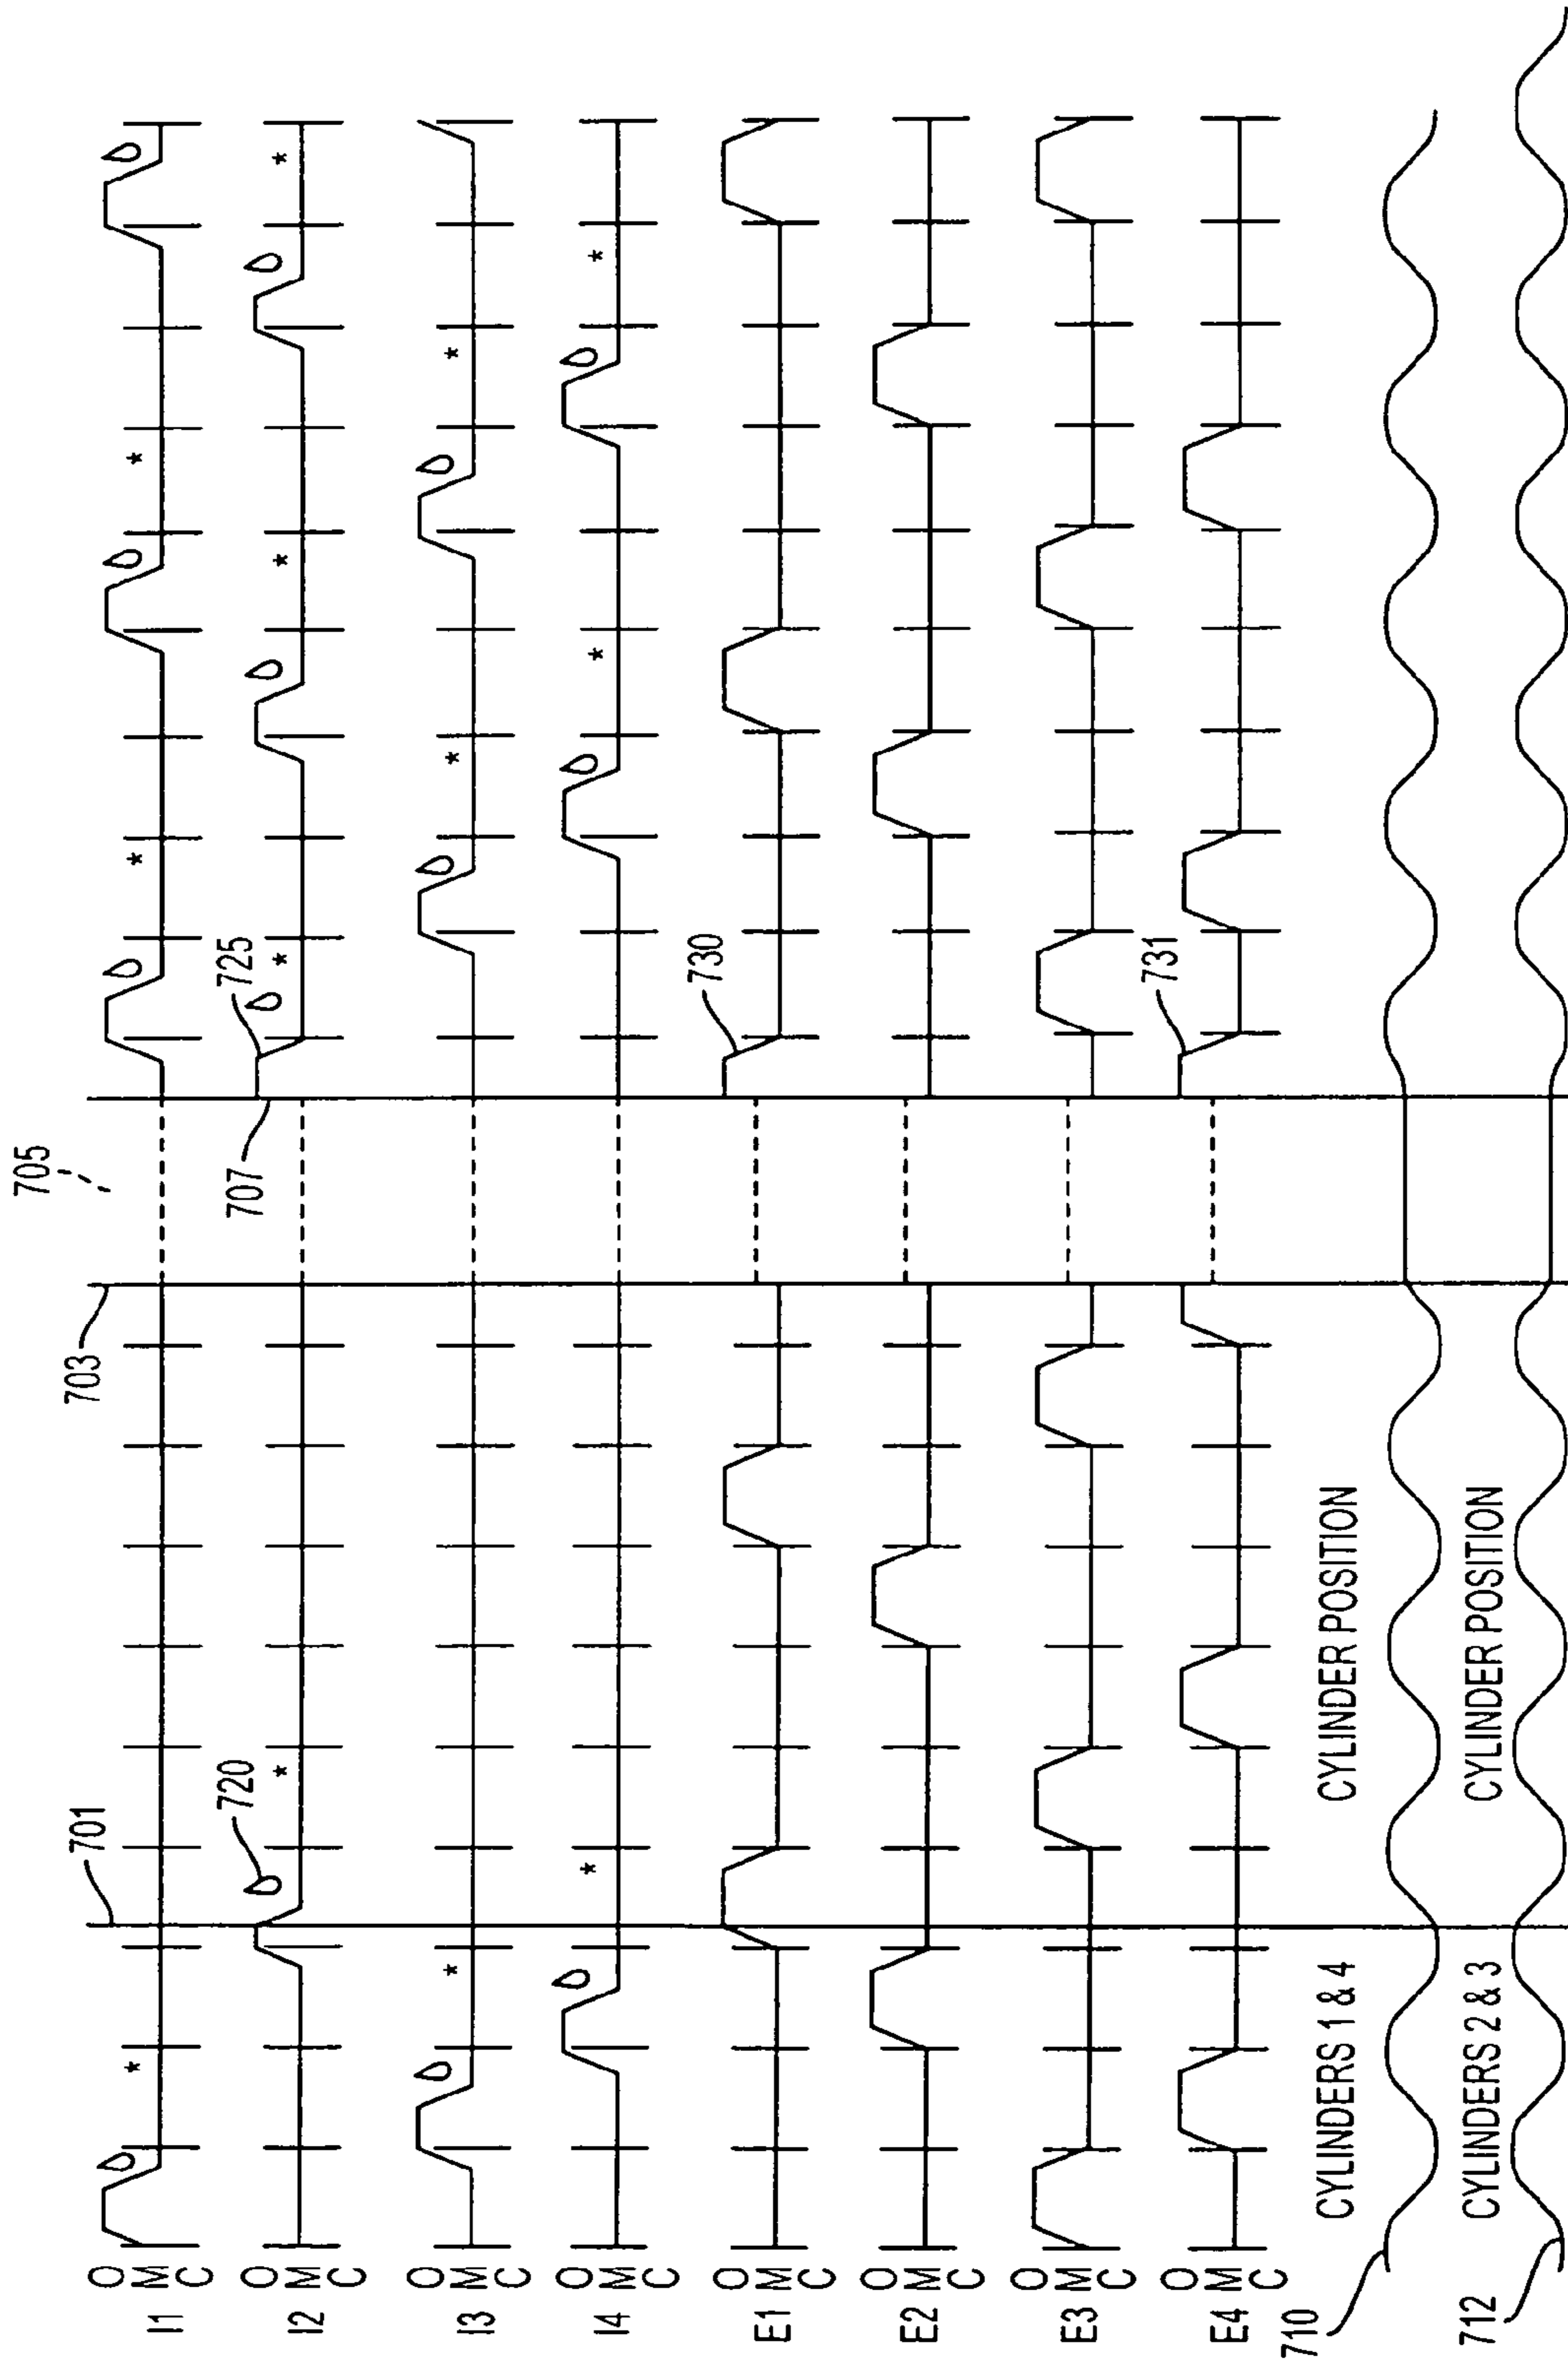 701
703
705
707
720
725
730
731
O
M
C
I1
O
M
C
I2
O
M
C
I3
O
M
C
I4
O
M
C
E1
O
M
C
E2
O
M
C
E3
O
M
C
E4
* * * *
* * * *
* * *
* * *
CYLINDERS 1 & 4 CYLINDER POSITION
710
CYLINDERS 2 & 3 CYLINDER POSITION
712